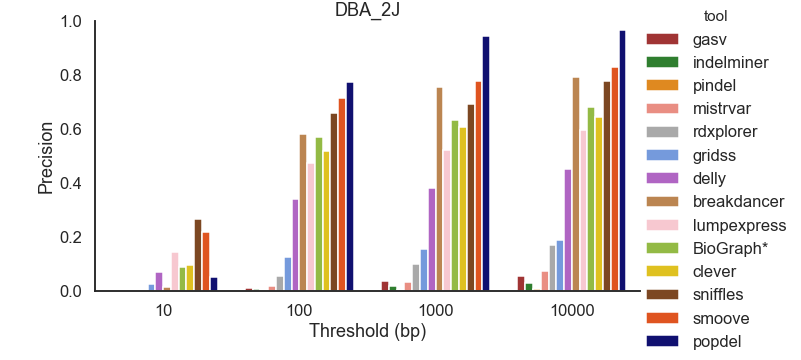 DBA_2J
Precision
1.0
0.8
0.6
0.4
0.2
0.0
10
100
1000
10000
Threshold (bp)
tool
gasv
indelminer
pindel
mistrvar
rdxplorer
gridss
delly
breakdancer
lumpexpress
BioGraph*
clever
sniffles
smoove
popdel